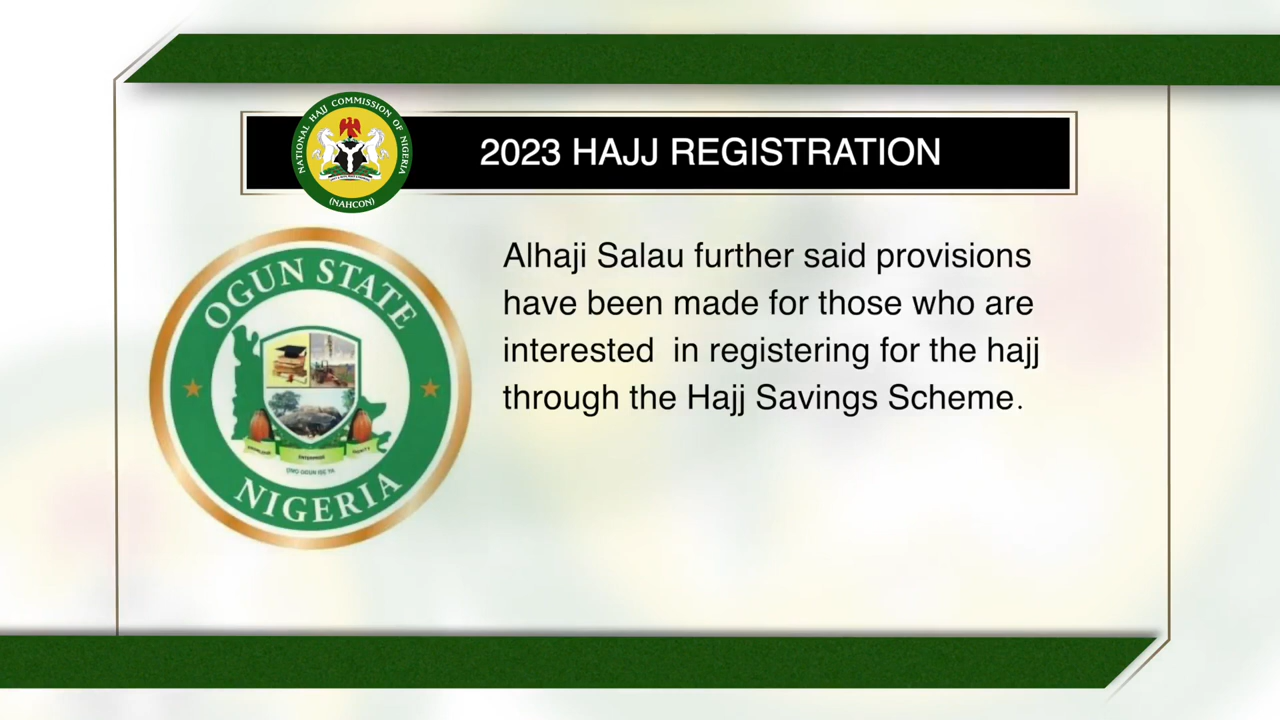 NATIONAL HAJJ COMMISSION OF NIGERIA
(NAHCON)
2023 HAJJ REGISTRATION
OGUN STATE
NIGERIA
ENTERPRISE
Alhaji Salau further said provisions
have been made for those who are
interested  in registering for the hajj
through the Hajj Savings Scheme.